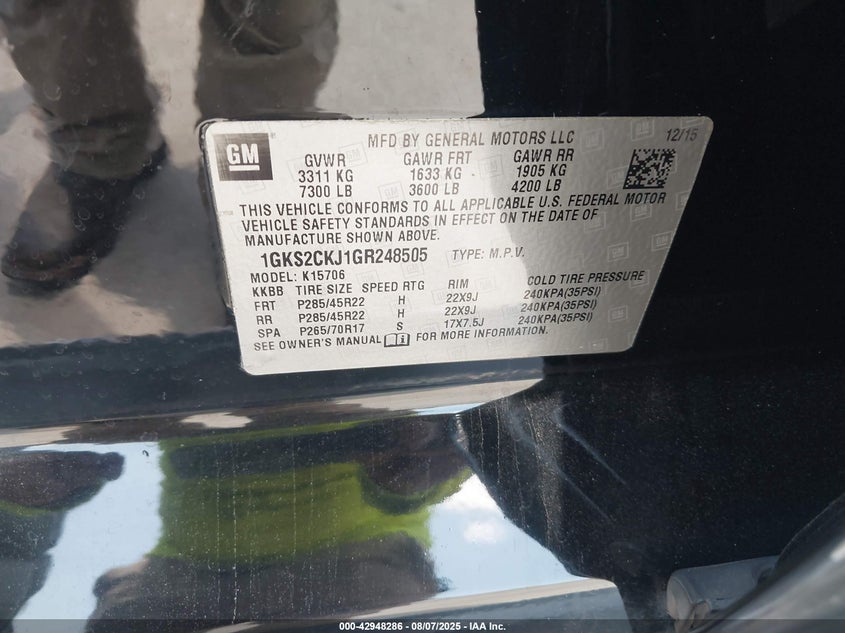 GM
MFD BY GENERAL MOTORS LLC 12/15
GVWR GAWR FRT GAWR RR
3311 KG 1633 KG 1905 KG
7300 LB 3600 LB 4200 LB
THIS VEHICLE CONFORMS TO ALL APPLICABLE U.S. FEDERAL MOTOR
VEHICLE SAFETY STANDARDS IN EFFECT ON THE DATE OF
MANUFACTURE SHOWN ABOVE.
1GKS2CKJ1GR248505 TYPE: M.P.V.
MODEL: K15706
KKBB TIRE SIZE SPEED RTG RIM COLD TIRE PRESSURE
FRT P285/45R22 H 22X9J 240KPA(35PSI)
RR P285/45R22 H 22X9J 240KPA(35PSI)
SPA P265/70R17 S 17X7.5J 240KPA(35PSI)
SEE OWNER'S MANUAL FOR MORE INFORMATION.
000-42948286 - 08/07/2025 - IAA Inc.